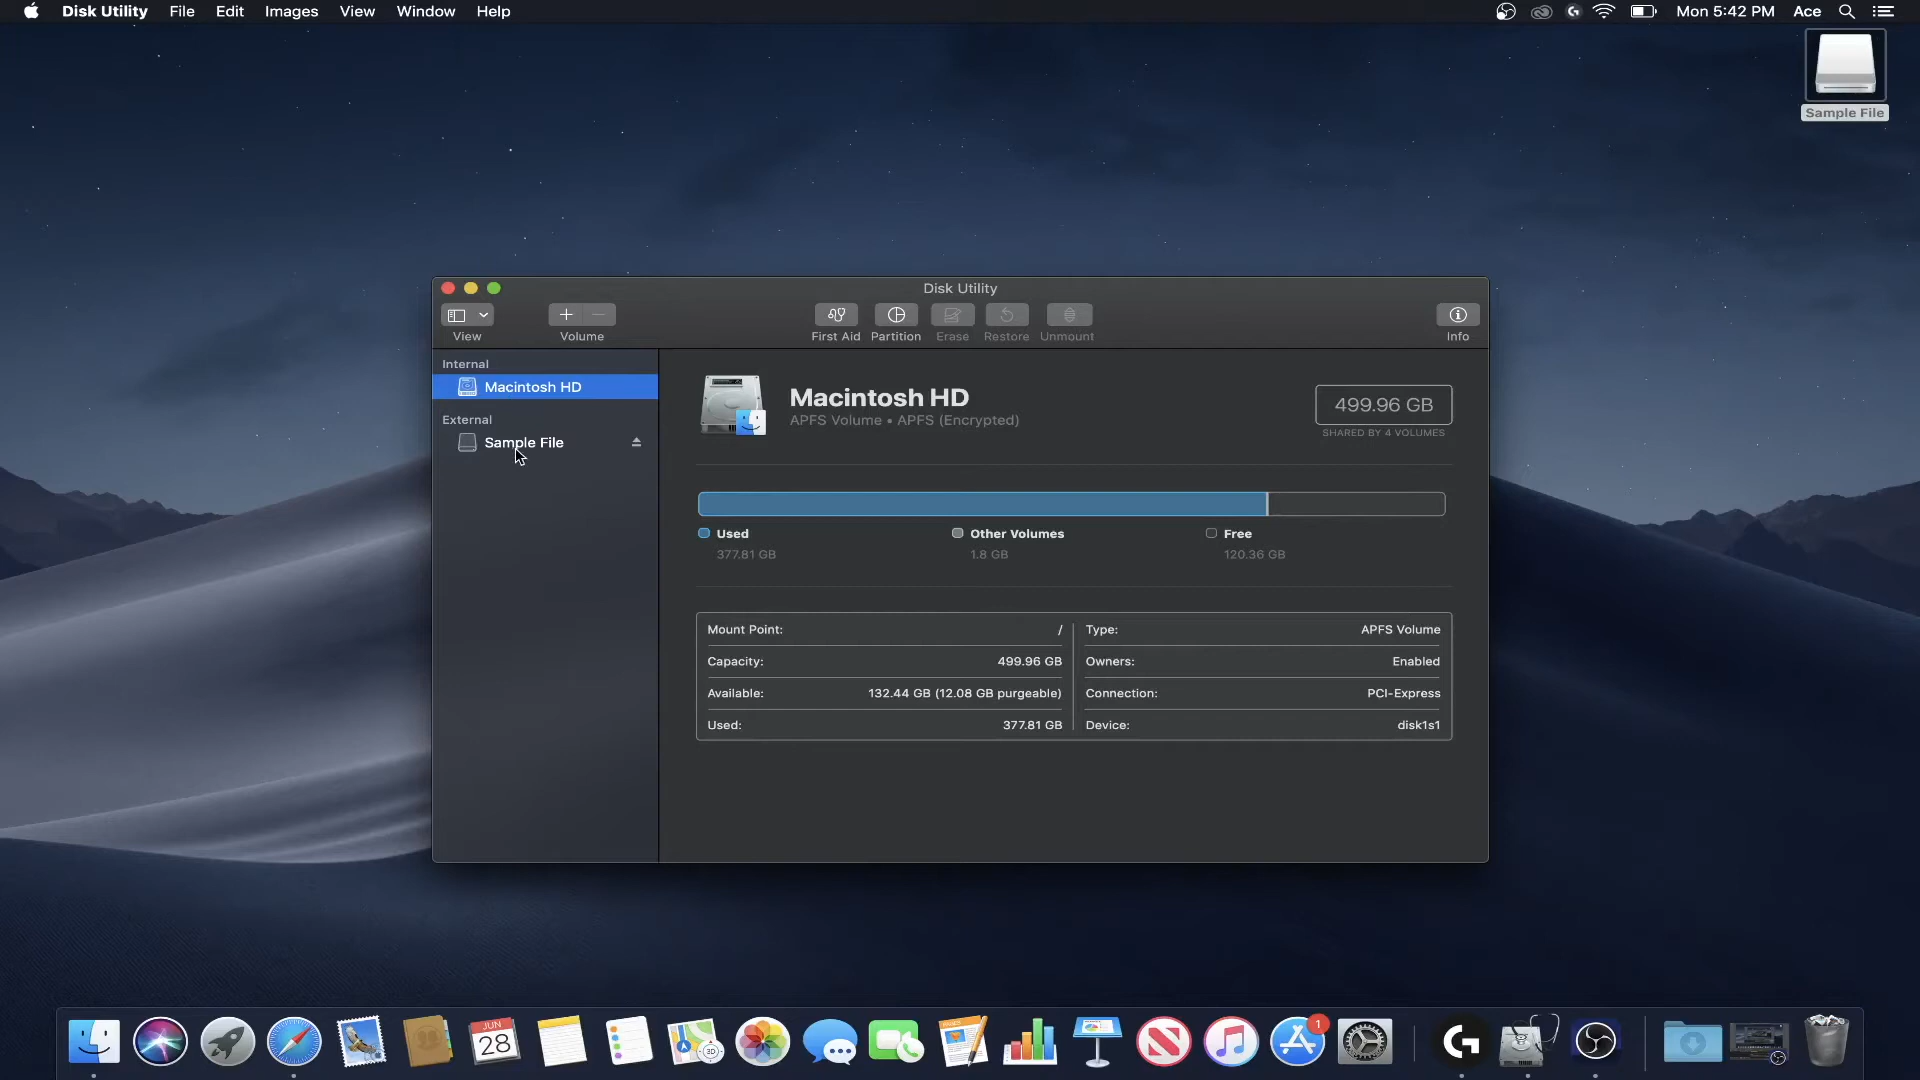 Disk Utility File Edit Images View Window Help
Mon 5:42 PM Ace
Sample File
Disk Utility
View
Volume
First Aid
Partition
Erase
Restore
Unmount
Info
Internal
Macintosh HD
External
Sample File
Macintosh HD
APFS Volume • APFS (Encrypted)
499.96 GB
SHARED BY 4 VOLUMES
Used
377.81 GB
Other Volumes
1.8 GB
Free
120.36 GB
Mount Point: /
Capacity: 499.96 GB
Available: 132.44 GB (12.08 GB purgeable)
Used: 377.81 GB
Type: APFS Volume
Owners: Enabled
Connection: PCI-Express
Device: disk1s1
JUN
28
3D
PAGES
1